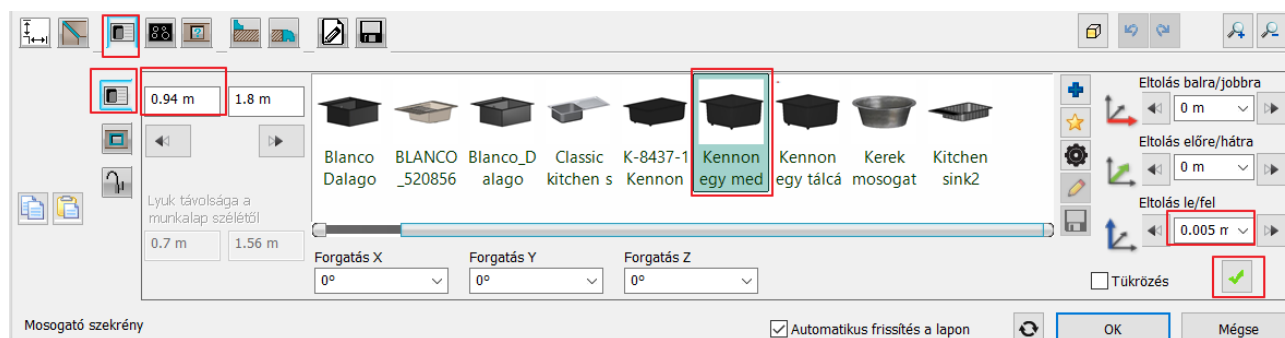 Eltolás balra/jobbra
0.94 m
1.8 m
0 m
Eltolás előre/hátra
Blanco Dalago
BLANCO _520856
Blanco_D alago
Classic kitchen s
K-8437-1 Kennon
Kennon egy med
Kennon egy tálcá
Kerek mosogat
Kitchen sink2
0 m
Lyuk távolsága a
munkalap szélétől
Eltolás le/fel
0.7 m
1.56 m
0.005 m
Forgatás X
Forgatás Y
Forgatás Z
0°
0°
0°
Tükrözés
Mosogató szekrény
Automatikus frissítés a lapon
OK
Mégse